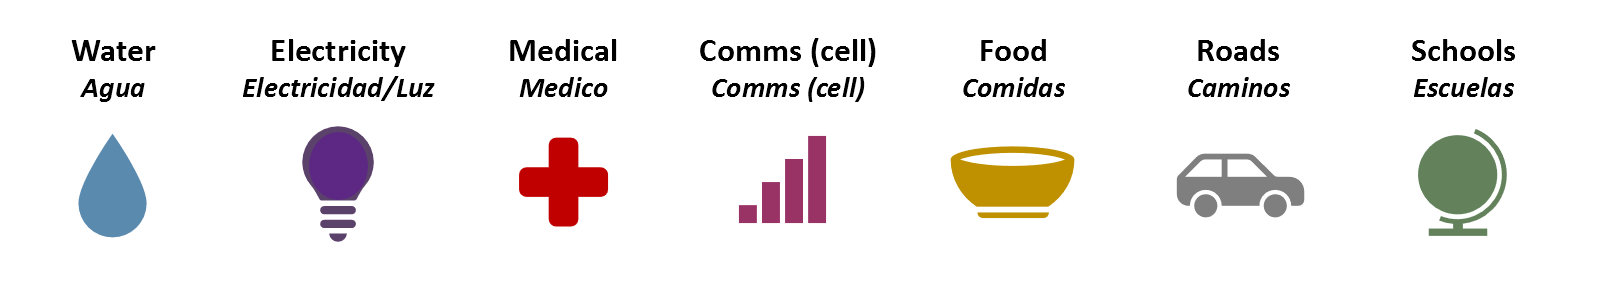 Water
Agua
Electricity
Electricidad/Luz
Medical
Medico
Comms (cell)
Comms (cell)
Food
Comidas
Roads
Caminos
Schools
Escuelas